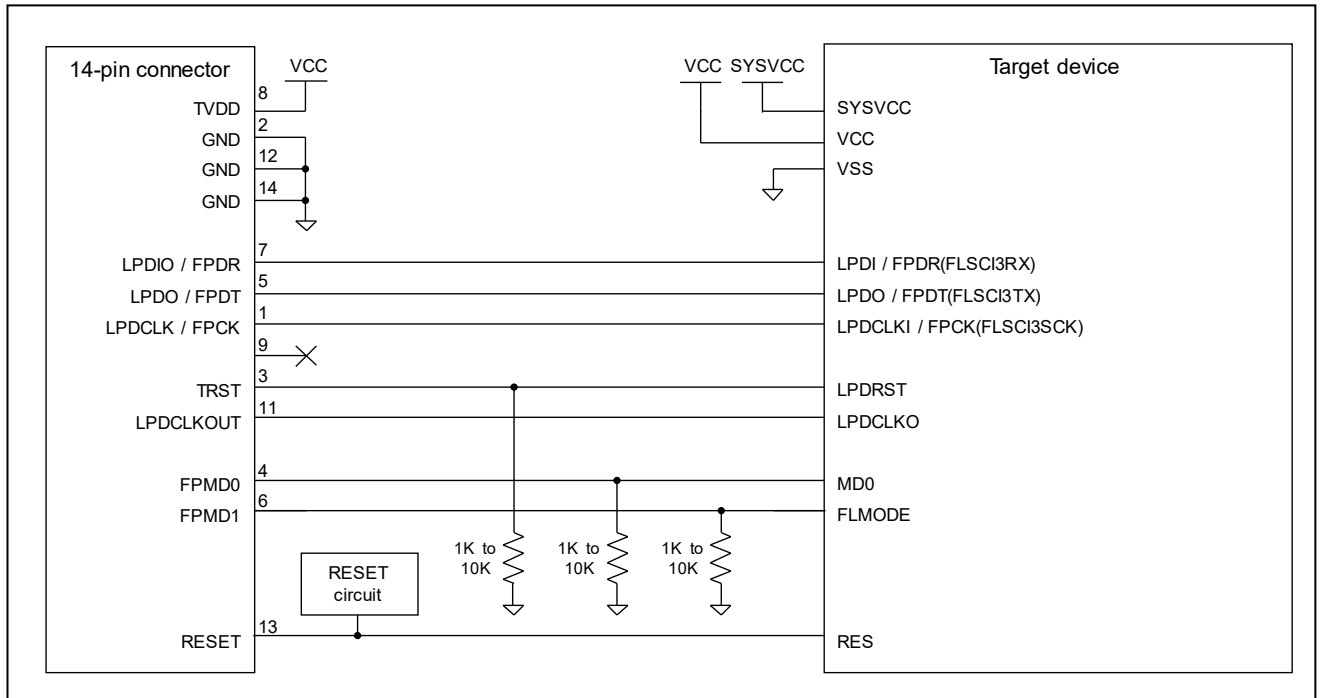 14-pin connector
VCC
VCC SYSVCC
Target device
8
TVDD
SYSVCC
2
GND
VCC
12
GND
VSS
14
GND
7
LPDIO / FPDR
LPDI / FPDR(FLSCI3RX)
5
LPDO / FPDT
LPDO / FPDT(FLSCI3TX)
1
LPDCLK / FPCK
LPDCLKI / FPCK(FLSCI3SCK)
9
3
TRST
LPDRST
11
LPDCLKOUT
LPDCLKO
4
FPMD0
MD0
6
FPMD1
FLMODE
1K to
10K
1K to
10K
1K to
10K
RESET
circuit
13
RESET
RES